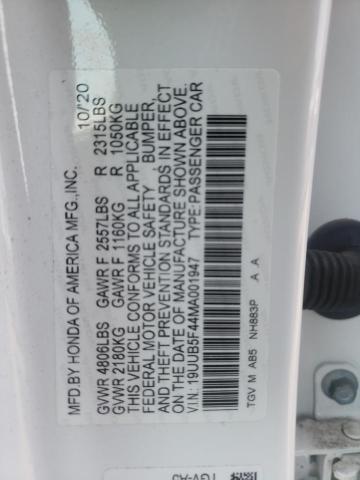 MFD.BY HONDA OF AMERICA MFG.,INC. 10/20
GVWR 4806LBS GAWR F 2557LBS R 2315LBS
GVWR 2180KG GAWR F 1160KG R 1050KG
THIS VEHICLE CONFORMS TO ALL APPLICABLE
FEDERAL MOTOR VEHICLE SAFETY BUMPER,
AND THEFT PREVENTION STANDARDS IN EFFECT
ON THE DATE OF MANUFACTURE SHOWN ABOVE.
VIN: 19UUB5F44MA001947 TYPE:PASSENGER CAR
TGV M AB5 NH883P A A
TGV-A5